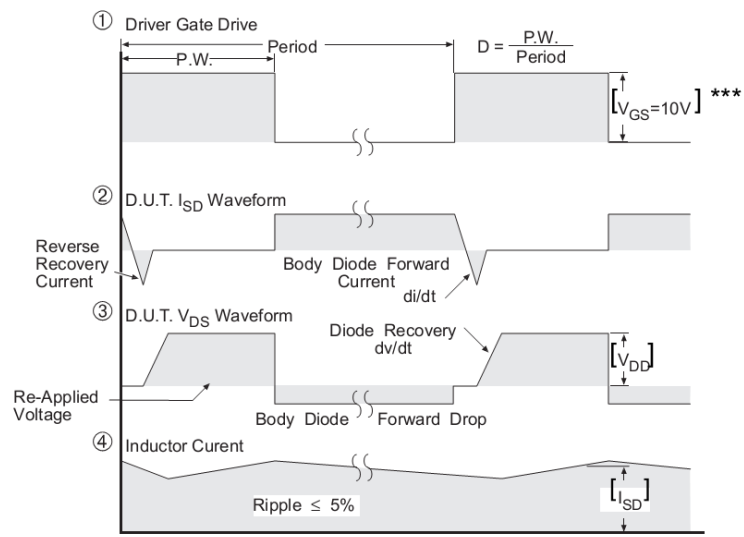 ① Driver Gate Drive
P.W.
Period
D = P.W.
Period
[VGS=10V] ***
② D.U.T. ISD Waveform
Reverse
Recovery
Current
Body Diode Forward
Current
di/dt
③ D.U.T. VDS Waveform
Diode Recovery
dv/dt
[VDD]
Re-Applied
Voltage
Body Diode Forward Drop
④ Inductor Curent
Ripple ≤ 5%
[ISD]